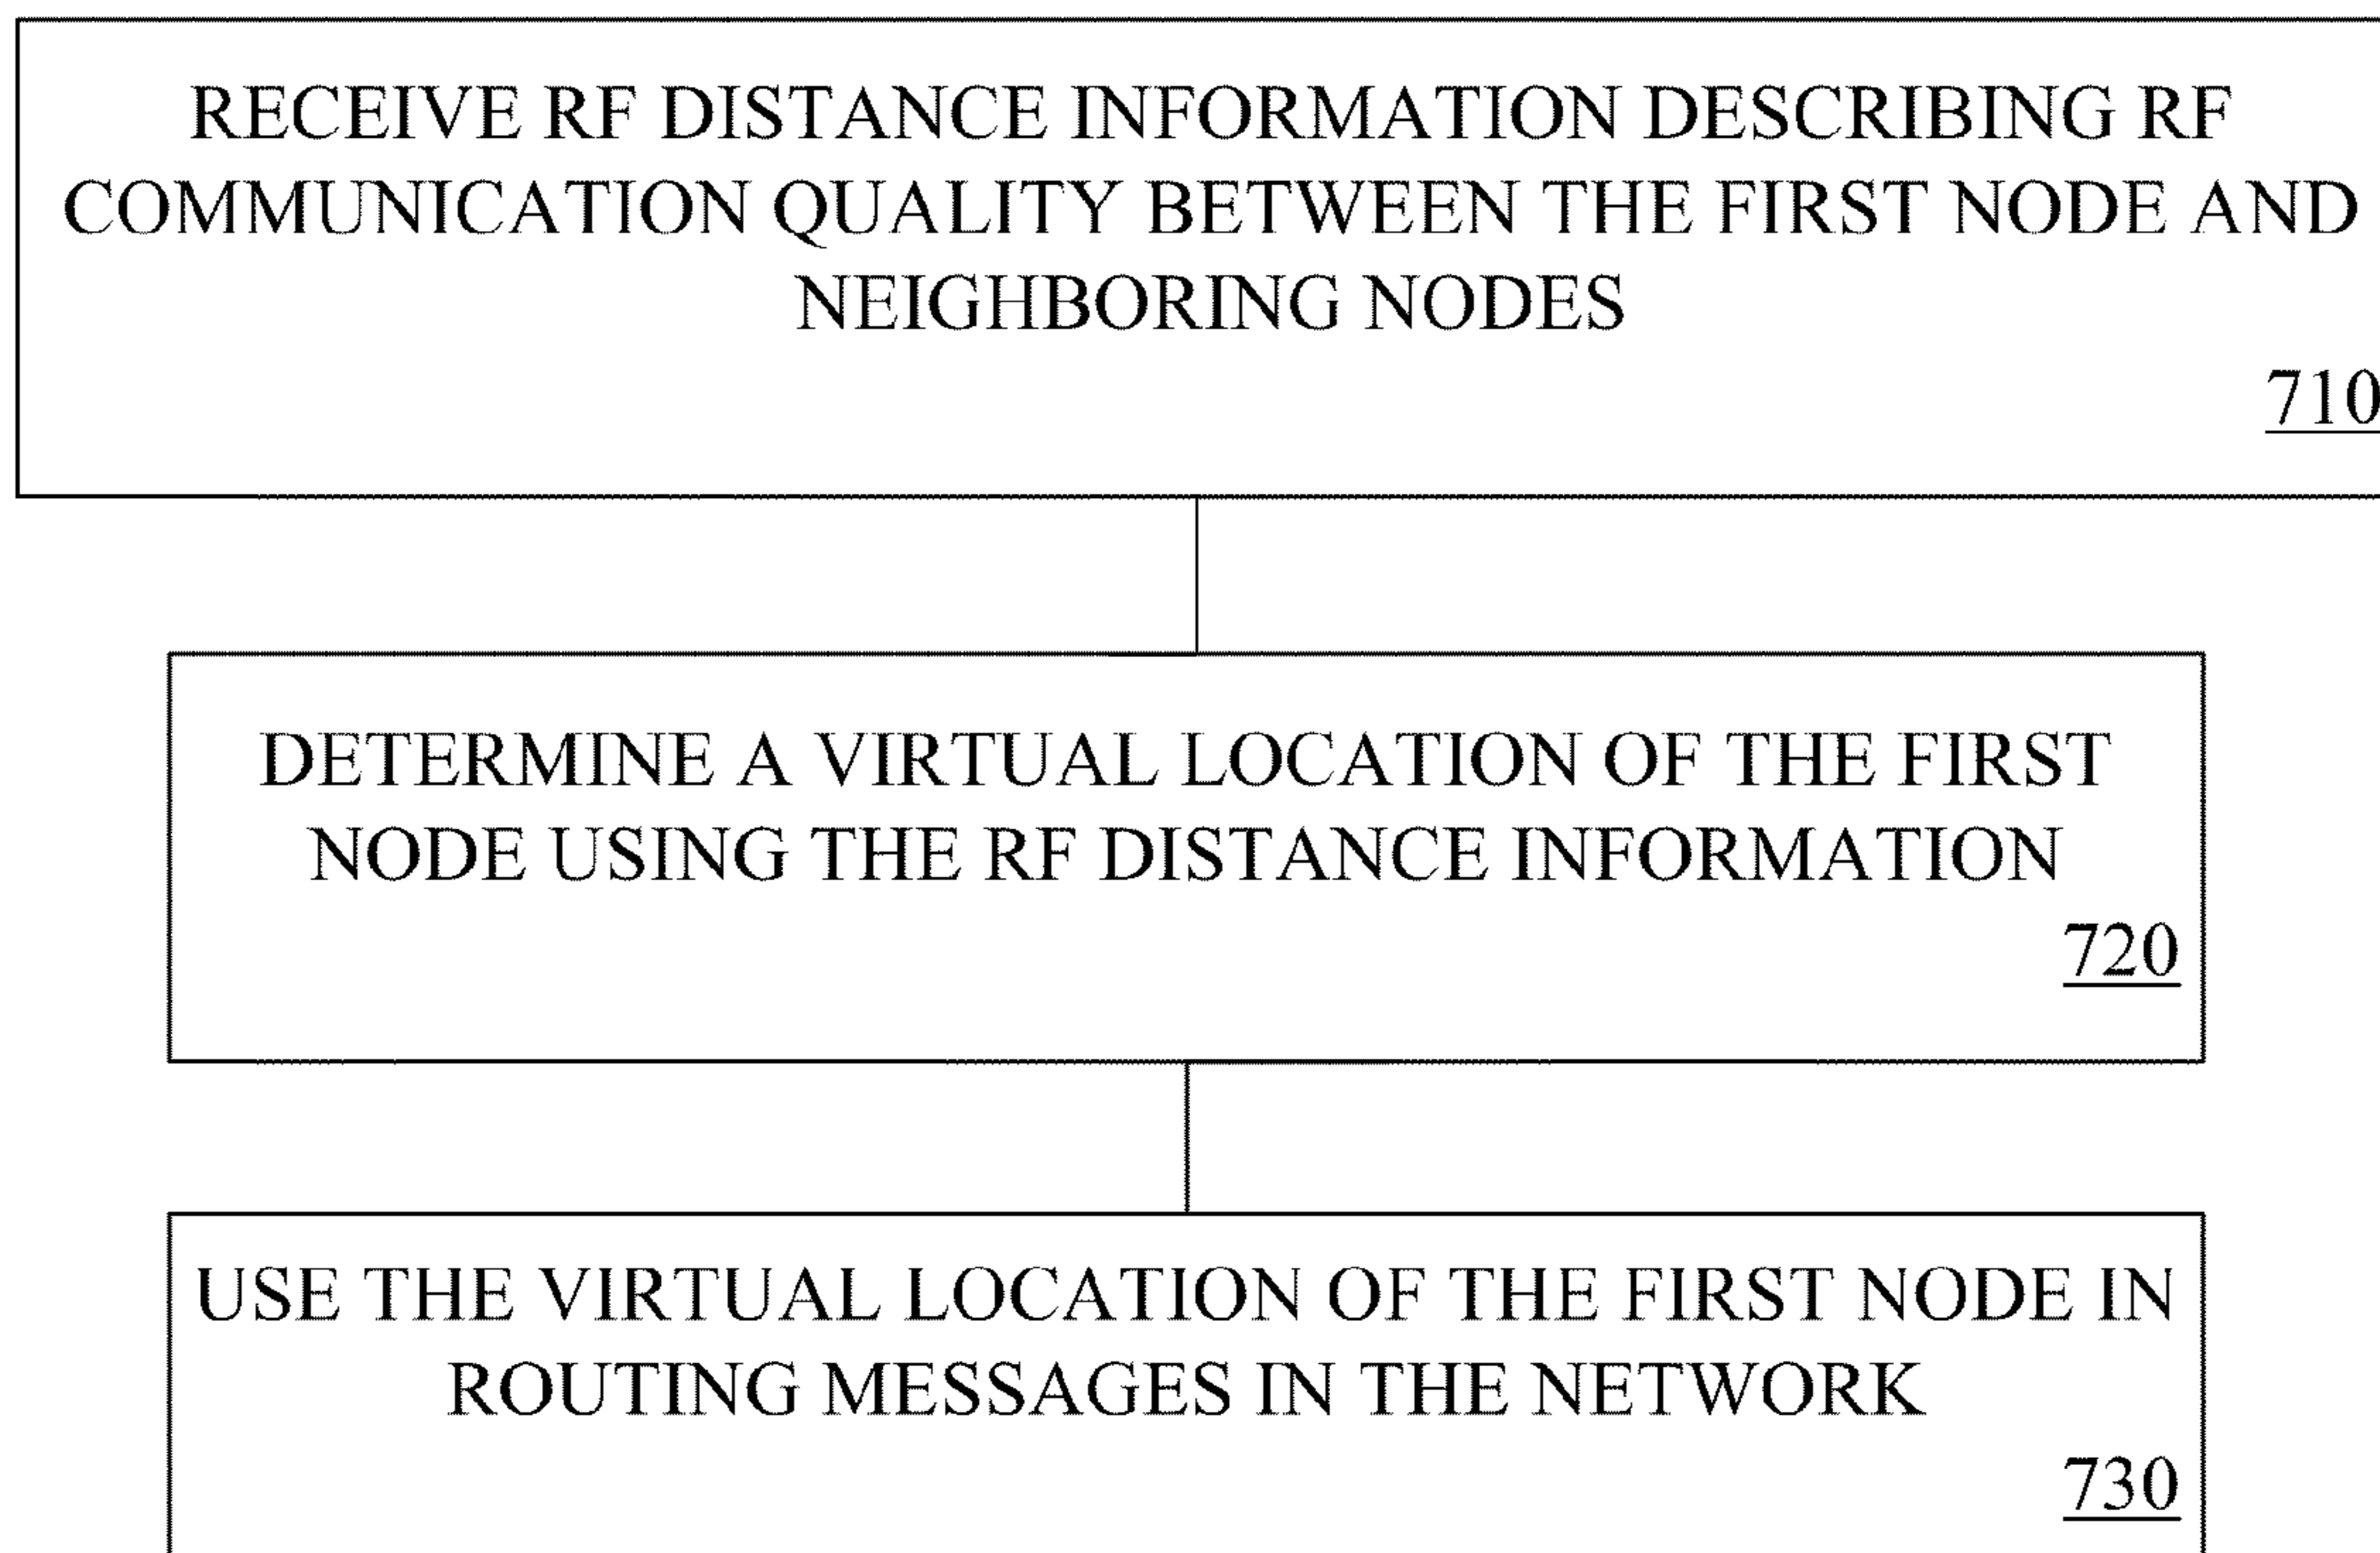 RECEIVE RF DISTANCE INFORMATION DESCRIBING RF
COMMUNICATION QUALITY BETWEEN THE FIRST NODE AND
NEIGHBORING NODES
710
DETERMINE A VIRTUAL LOCATION OF THE FIRST
NODE USING THE RF DISTANCE INFORMATION
720
USE THE VIRTUAL LOCATION OF THE FIRST NODE IN
ROUTING MESSAGES IN THE NETWORK
730